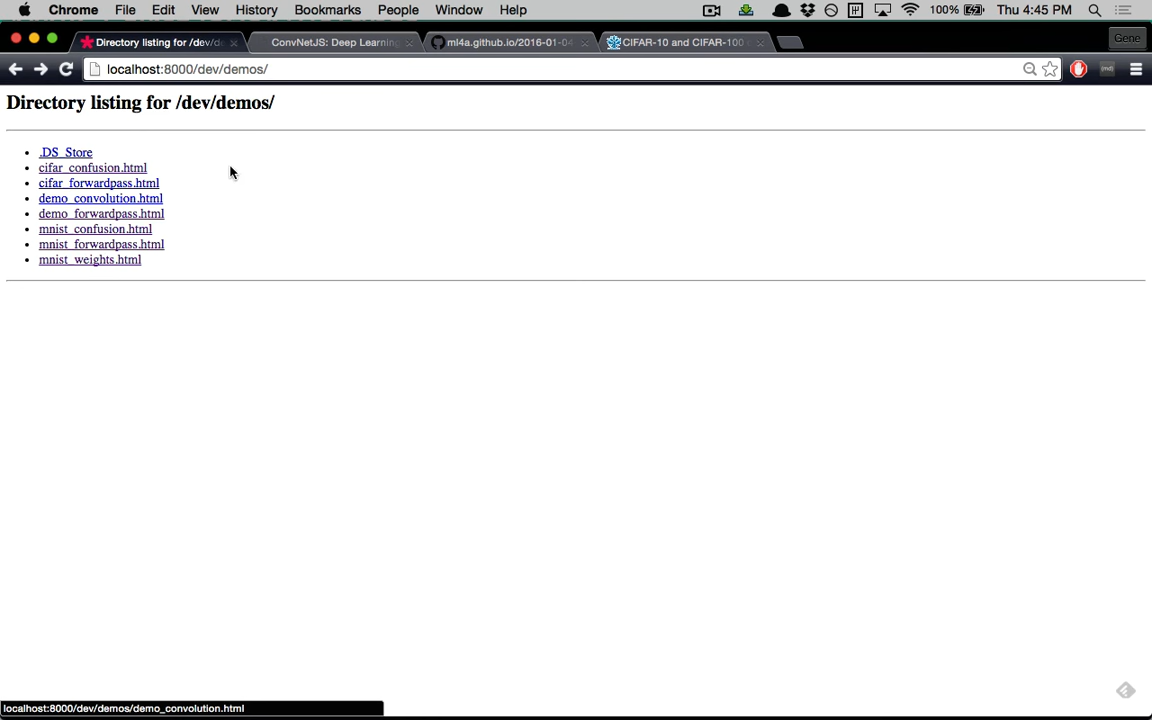 Chrome File Edit View History Bookmarks People Window Help 100% Thu 4:45 PM
Directory listing for /dev/de ConvNetJS: Deep Learning ml4a.github.io/2016-01-04 CIFAR-10 and CIFAR-100 Gene
localhost:8000/dev/demos/
Directory listing for /dev/demos/
.DS_Store
cifar_confusion.html
cifar_forwardpass.html
demo_convolution.html
demo_forwardpass.html
mnist_confusion.html
mnist_forwardpass.html
mnist_weights.html
localhost:8000/dev/demos/demo_convolution.html